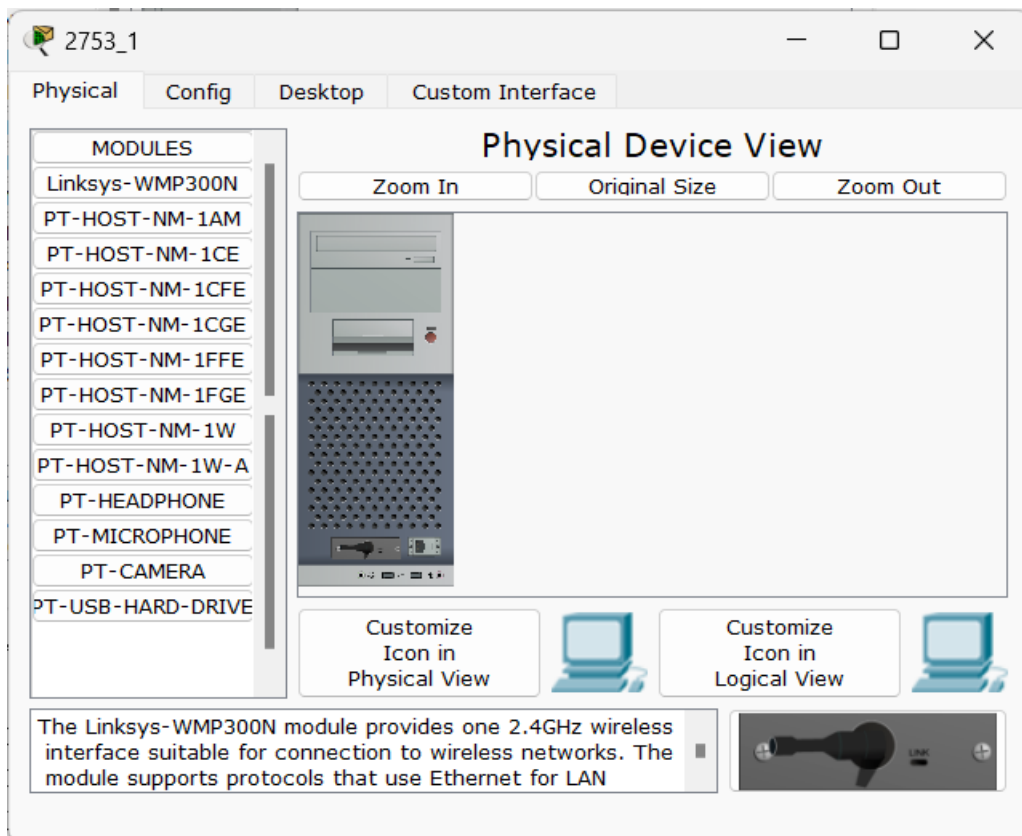 2753_1
Physical
Config
Desktop
Custom Interface
MODULES
Linksys-WMP300N
PT-HOST-NM-1AM
PT-HOST-NM-1CE
PT-HOST-NM-1CFE
PT-HOST-NM-1CGE
PT-HOST-NM-1FFE
PT-HOST-NM-1FGE
PT-HOST-NM-1W
PT-HOST-NM-1W-A
PT-HEADPHONE
PT-MICROPHONE
PT-CAMERA
PT-USB-HARD-DRIVE
Physical Device View
Zoom In
Original Size
Zoom Out
Customize
Icon in
Physical View
Customize
Icon in
Logical View
The Linksys-WMP300N module provides one 2.4GHz wireless
interface suitable for connection to wireless networks. The
module supports protocols that use Ethernet for LAN
LINK